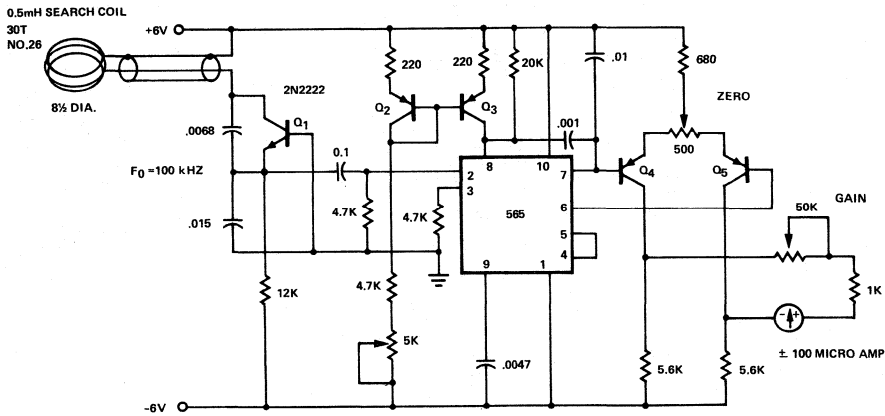 0.5mH SEARCH COIL
30T
NO.26
8½ DIA.
+6V
2N2222
Q1
.0068
F0 =100 kHZ
.015
12K
0.1
4.7K
4.7K
220
Q2
220
Q3
20K
.01
.001
680
ZERO
500
Q4
Q5
8
10
2
3
7
6
5
4
9
1
565
4.7K
5K
.0047
50K
GAIN
1K
- +
± 100 MICRO AMP
5.6K
5.6K
-6V